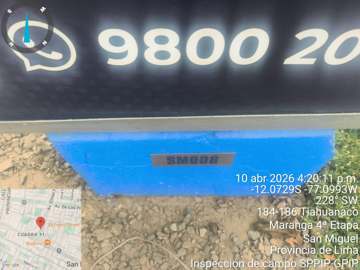 9800 20
SM008
10 abr 2026 4:20:11 p.m.
-12.0729S -77.0993W
228° SW
184-186 Tiahuanaco
Maranga 4ª Etapa
San Miguel
Provincia de Lima
Inspección de campo SPPIP GP/P